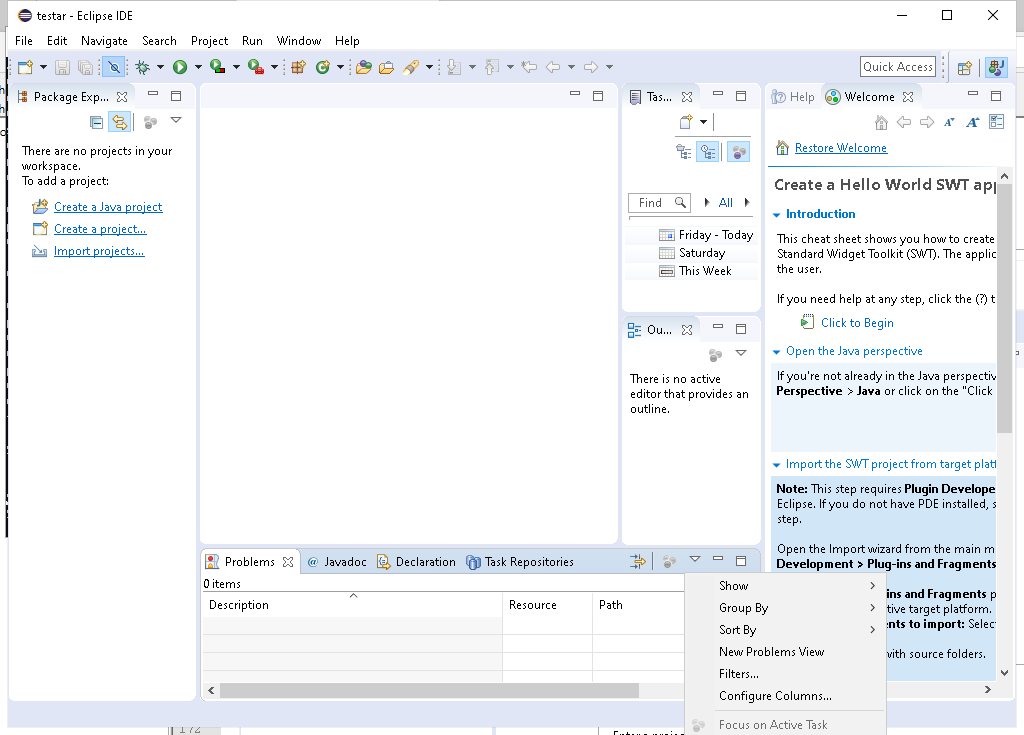 testar - Eclipse IDE
File Edit Navigate Search Project Run Window Help
Quick Access
Package Exp...
There are no projects in your
workspace.
To add a project:
Create a Java project
Create a project...
Import projects...
Tas...
Find
All
Friday - Today
Saturday
This Week
Ou...
There is no active
editor that provides an
outline.
Help Welcome
Restore Welcome
Create a Hello World SWT app
Introduction
This cheat sheet shows you how to create
Standard Widget Toolkit (SWT). The applic
the user.
If you need help at any step, click the (?) t
Click to Begin
Open the Java perspective
If you're not already in the Java perspectiv
Perspective > Java or click on the "Click
Import the SWT project from target platf
Note: This step requires Plugin Develope
Eclipse. If you do not have PDE installed, s
step.
Open the Import wizard from the main m
Development > Plug-ins and Fragments
ins and Fragments p
tive target platform.
nts to import: Selec
with source folders.
Problems Javadoc Declaration Task Repositories
0 items
Description Resource Path
Show
Group By
Sort By
New Problems View
Filters...
Configure Columns...
Focus on Active Task